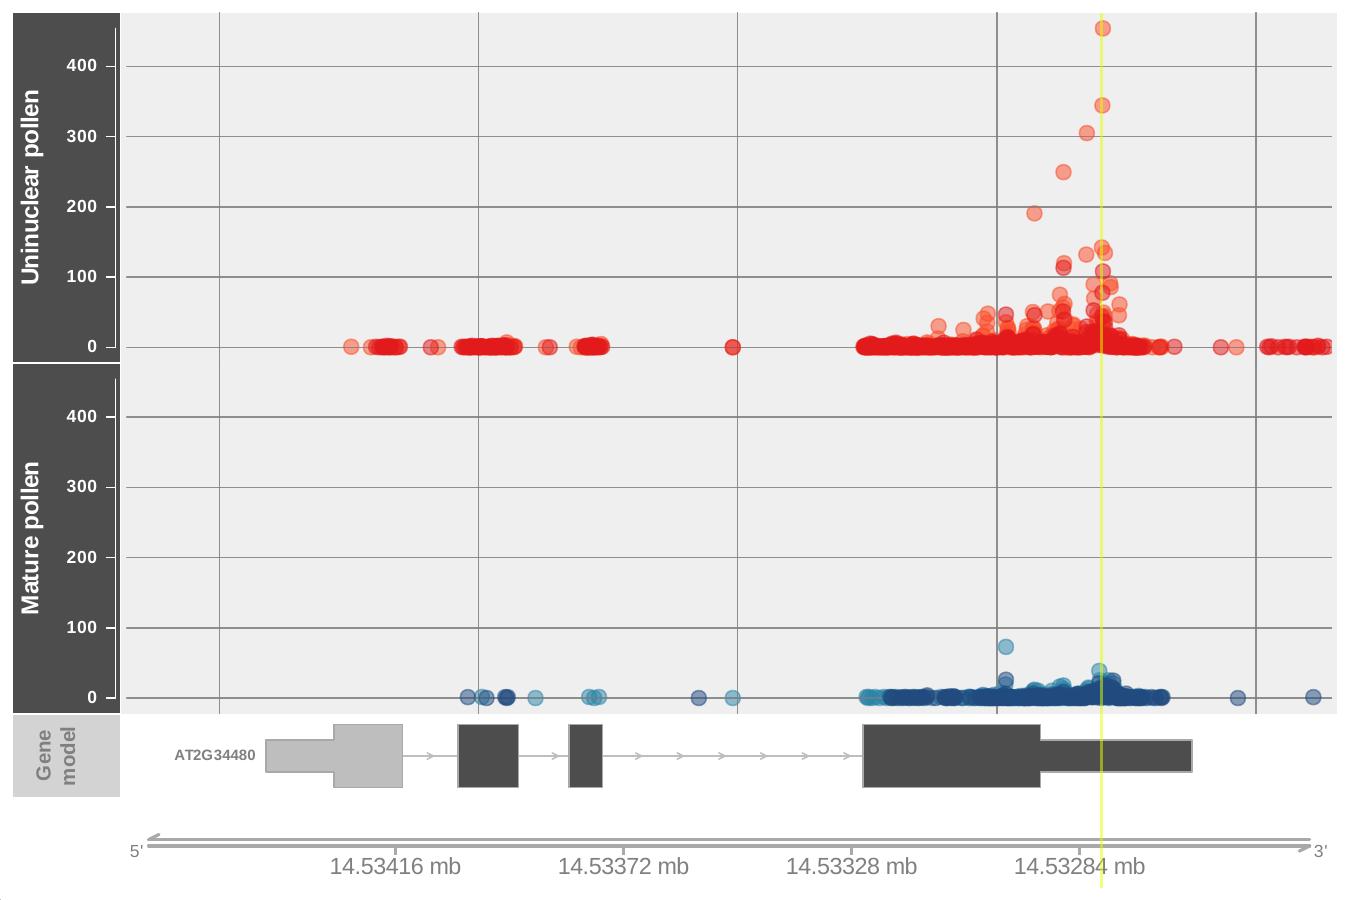 Uninuclear pollen
400
300
200
100
0
Mature pollen
400
300
200
100
0
Gene
model
AT2G34480
5'
3'
14.53416 mb
14.53372 mb
14.53328 mb
14.53284 mb